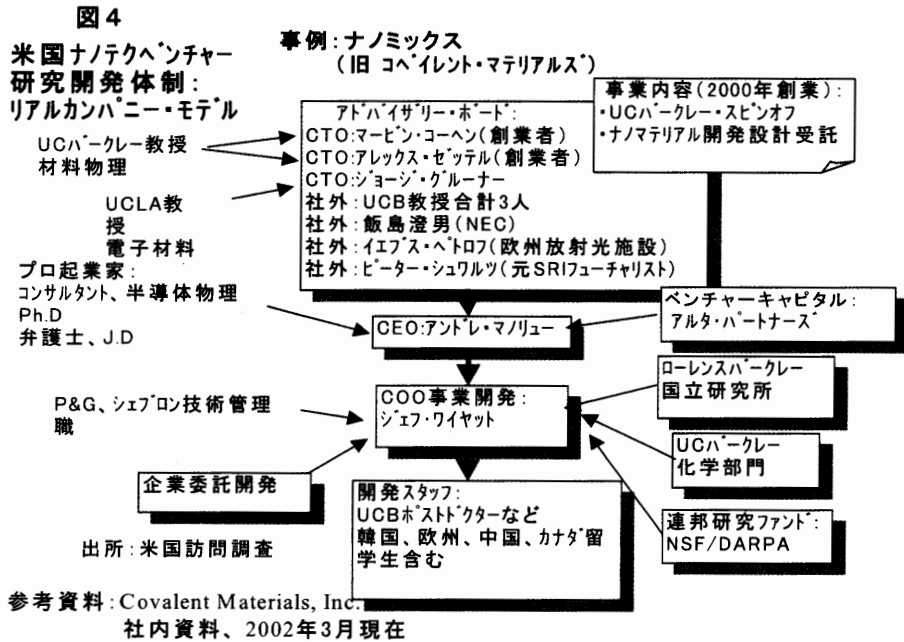 図4
米国ナノテクベンチャー
研究開発体制:
リアルカンパニー・モデル
事例:ナノミックス
(旧 コベイレント・マテリアルズ)
事業内容(2000年創業):
・UCバークレー・スピンオフ
・ナノマテリアル開発設計受託
アドバイザリー・ボード:
CTO:マービン・コーヘン(創業者)
CTO:アレックス・ゼッテル(創業者)
CTO:ジョージ・グルーナー
社外:UCB教授合計3人
社外:飯島澄男(NEC)
社外:イエブス・ペトロフ(欧州放射光施設)
社外:ピーター・シュワルツ(元SRIフューチャリスト)
UCバークレー教授
材料物理
UCLA教
授
電子材料
プロ起業家:
コンサルタント、半導体物理
Ph.D
弁護士、J.D
CEO:アンドレ・マノリュー
ベンチャーキャピタル:
アルタ・パートナーズ
P&G、シェブロン技術管理
職
COO事業開発:
ジェフ・ワイヤット
ローレンスバークレー
国立研究所
UCバークレー
化学部門
企業委託開発
開発スタッフ:
UCBポストドクターなど
韓国、欧州、中国、カナダ留
学生含む
連邦研究ファンド:
NSF/DARPA
出所:米国訪問調査
参考資料:Covalent Materials, Inc.
社内資料、2002年3月現在